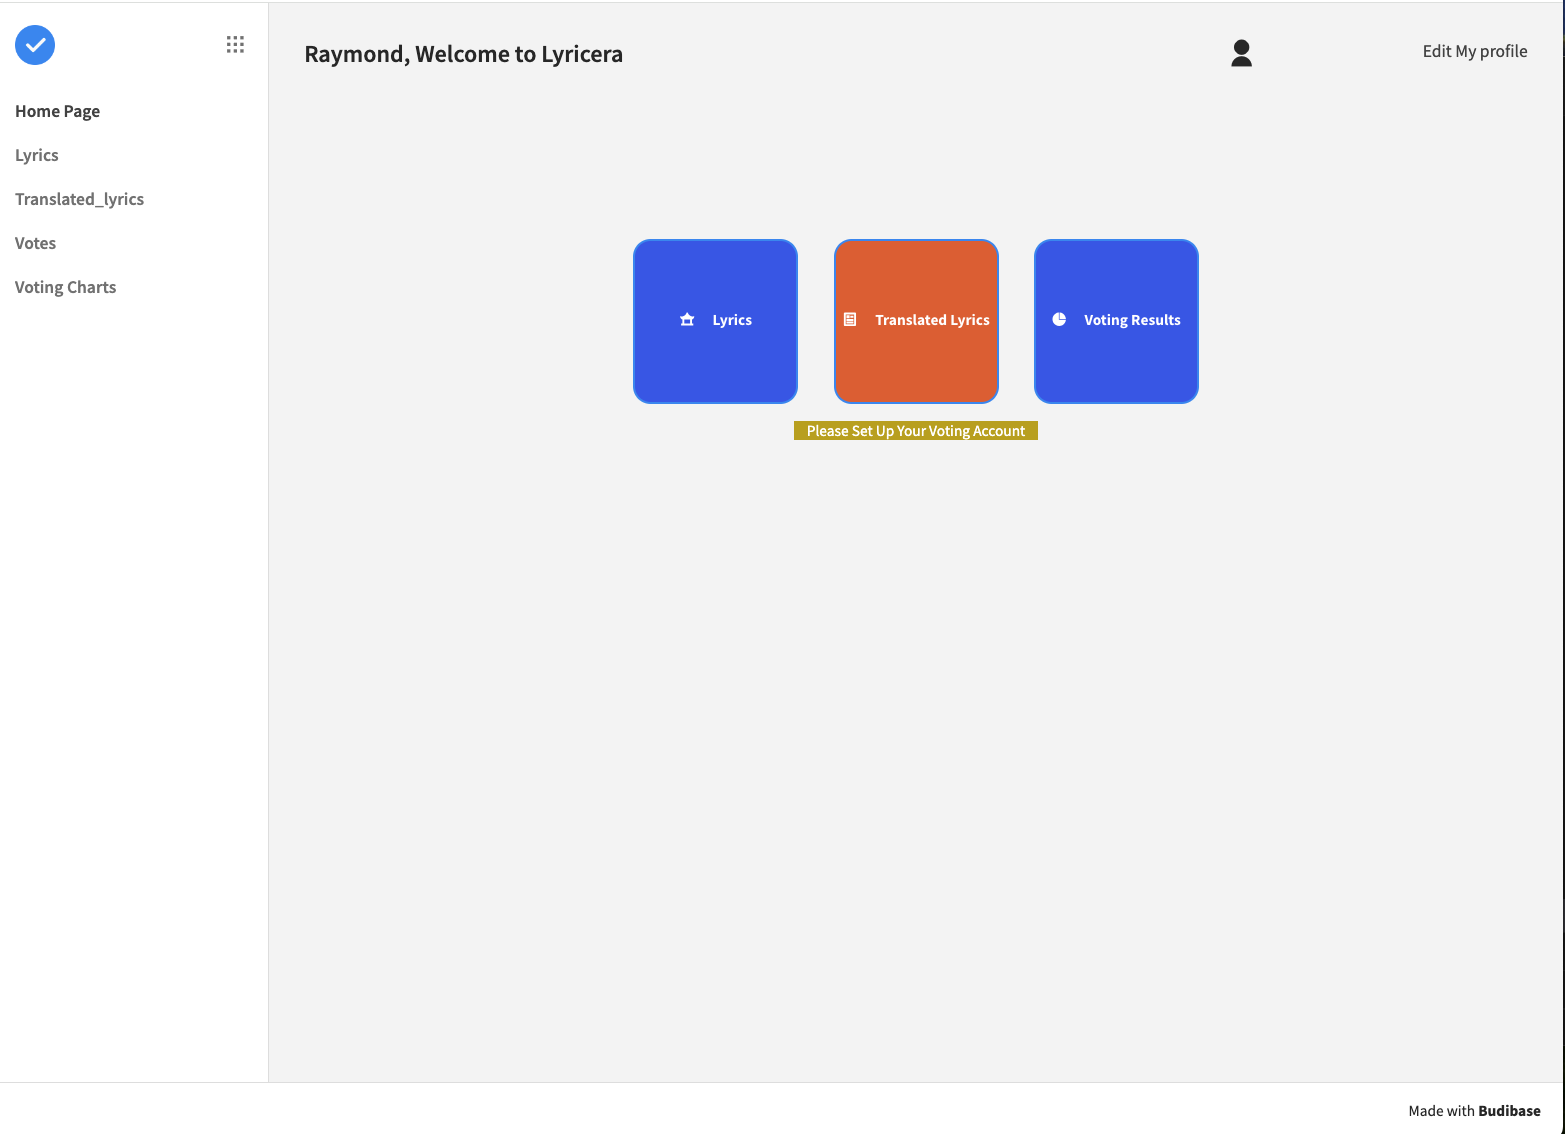 Raymond, Welcome to Lyricera
Edit My profile
Home Page
Lyrics
Translated_lyrics
Votes
Voting Charts
Lyrics
Translated Lyrics
Voting Results
Please Set Up Your Voting Account
Made with Budibase